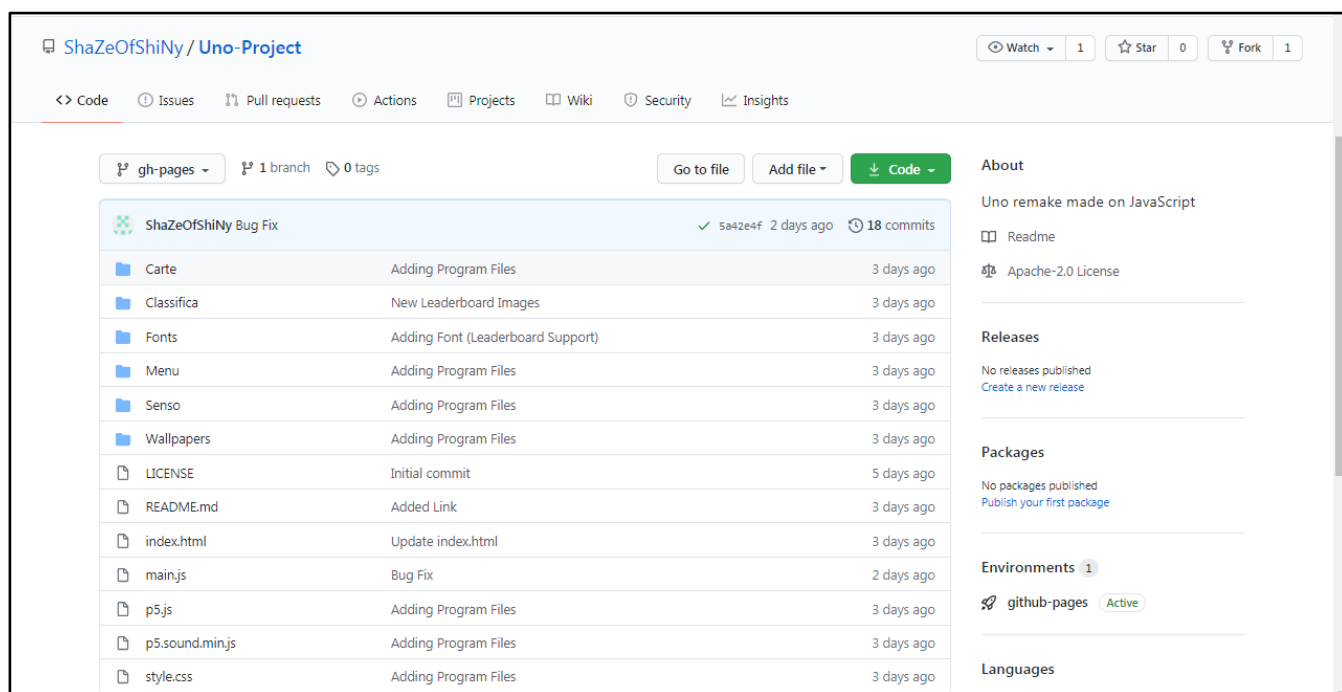 ShaZeOfShiNy / Uno-Project
Watch 1 Star 0 Fork 1
<> Code Issues Pull requests Actions Projects Wiki Security Insights
gh-pages 1 branch 0 tags Go to file Add file Code
ShaZeOfShiNy Bug Fix 5a42e4f 2 days ago 18 commits
Carte Adding Program Files 3 days ago
Classifica New Leaderboard Images 3 days ago
Fonts Adding Font (Leaderboard Support) 3 days ago
Menu Adding Program Files 3 days ago
Senso Adding Program Files 3 days ago
Wallpapers Adding Program Files 3 days ago
LICENSE Initial commit 5 days ago
README.md Added Link 3 days ago
index.html Update index.html 3 days ago
main.js Bug Fix 2 days ago
p5.js Adding Program Files 3 days ago
p5.sound.min.js Adding Program Files 3 days ago
style.css Adding Program Files 3 days ago
About
Uno remake made on JavaScript
Readme
Apache-2.0 License
Releases
No releases published
Create a new release
Packages
No packages published
Publish your first package
Environments 1
github-pages Active
Languages